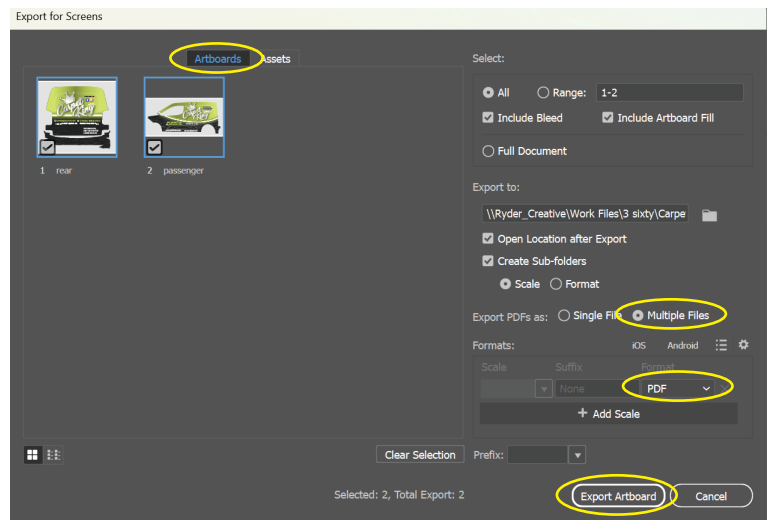 Export for Screens
Artboards Assets
1 rear
2 passenger
Clear Selection
Selected: 2, Total Export: 2
Select:
All Range: 1-2
Include Bleed Include Artboard Fill
Full Document
Export to:
\\Ryder_Creative\Work Files\3 sixty\Carpe
Open Location after Export
Create Sub-folders
Scale Format
Export PDFs as: Single File Multiple Files
Formats: iOS Android
Scale Suffix Format
None PDF
+ Add Scale
Prefix:
Export Artboard Cancel